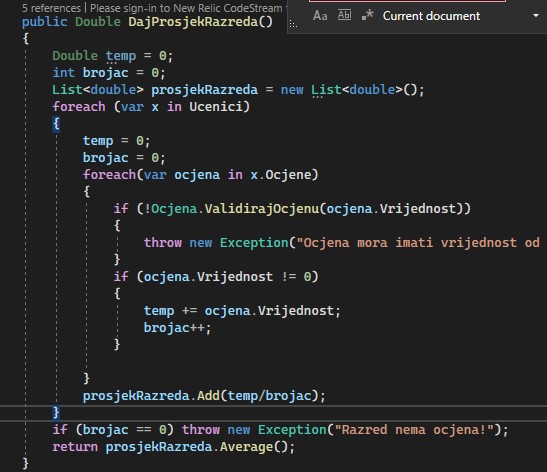 5 references | Please sign-in to New Relic CodeStream
Aa Ab .* Current document
public Double DajProsjekRazreda()
{
Double temp = 0;
int brojac = 0;
List<double> prosjekRazreda = new List<double>();
foreach (var x in Ucenici)
{
temp = 0;
brojac = 0;
foreach(var ocjena in x.Ocjene)
{
if (!Ocjena.ValidirajOcjenu(ocjena.Vrijednost))
{
throw new Exception("Ocjena mora imati vrijednost od
}
if (ocjena.Vrijednost != 0)
{
temp += ocjena.Vrijednost;
brojac++;
}
}
prosjekRazreda.Add(temp/brojac);
}
if (brojac == 0) throw new Exception("Razred nema ocjena!");
return prosjekRazreda.Average();
}